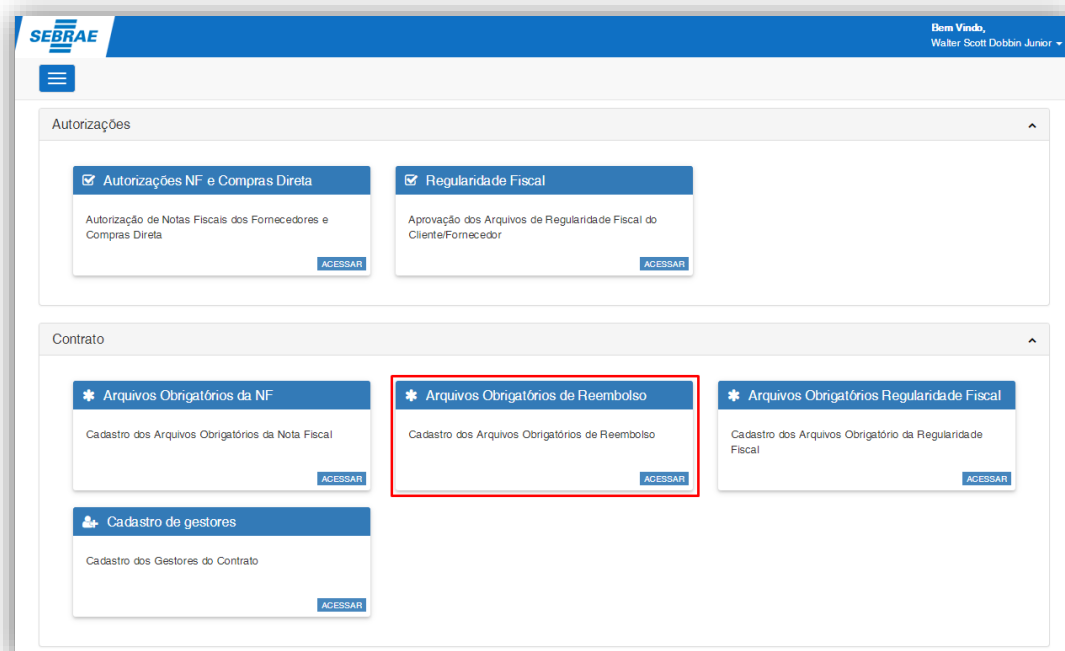 SEBRAE
Bem Vindo,
Walter Scott Dobbin Junior
Autorizações
Autorizações NF e Compras Direta
Autorização de Notas Fiscais dos Fornecedores e
Compras Direta
ACESSAR
Regularidade Fiscal
Aprovação dos Arquivos de Regularidade Fiscal do
Cliente/Fornecedor
ACESSAR
Contrato
Arquivos Obrigatórios da NF
Cadastro dos Arquivos Obrigatórios da Nota Fiscal
ACESSAR
Arquivos Obrigatórios de Reembolso
Cadastro dos Arquivos Obrigatórios de Reembolso
ACESSAR
Arquivos Obrigatórios Regularidade Fiscal
Cadastro dos Arquivos Obrigatório da Regularidade
Fiscal
ACESSAR
Cadastro de gestores
Cadastro dos Gestores do Contrato
ACESSAR